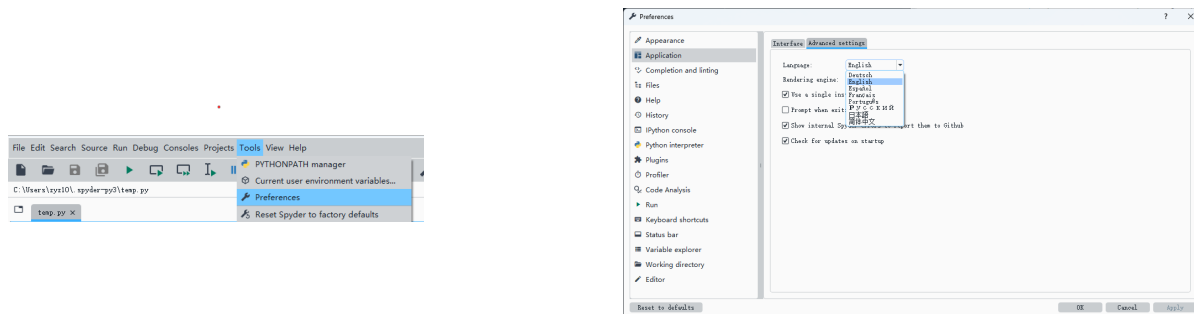 File Edit Search Source Run Debug Consoles Projects Tools View Help
PYTHONPATH manager
Current user environment variables...
Preferences
Reset Spyder to factory defaults
C:\Users\zyz10\.spyder-py3\temp.py
temp.py
Preferences
Appearance
Application
Completion and linting
Files
Help
History
IPython console
Python interpreter
Plugins
Profiler
Code Analysis
Run
Keyboard shortcuts
Status bar
Variable explorer
Working directory
Editor
Interface Advanced settings
Language: English
Deutsch
English
Español
Français
Português
Русский
日本語
简体中文
Rendering engine:
Use a single ins
Prompt when exit
Show internal Spy port them to Github
Check for updates on startup
Reset to defaults OK Cancel Apply